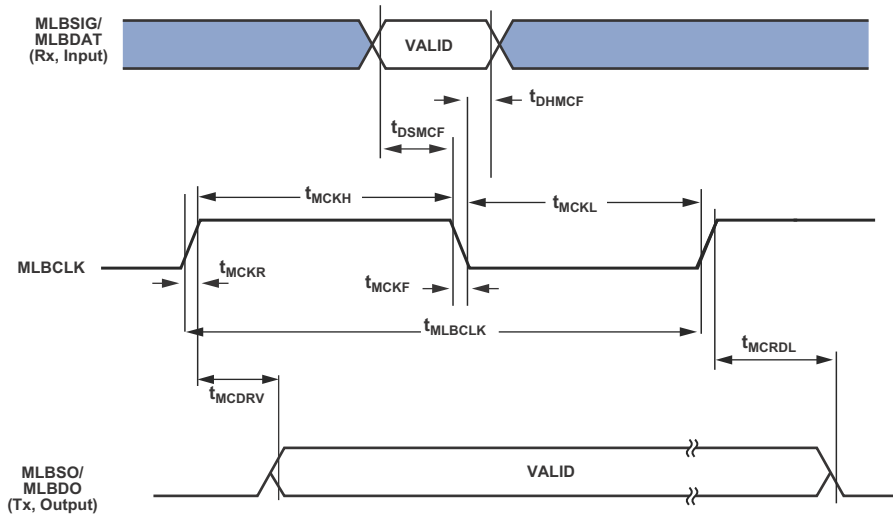 MLBSIG/
MLBDAT
(Rx, Input)
VALID
tDHMCF
tDSMCF
tMCKH
tMCKL
MLBCLK
tMCKR
tMCKF
tMLBCLK
tMCRDL
tMCDRV
MLBSO/
MLBDO
(Tx, Output)
VALID